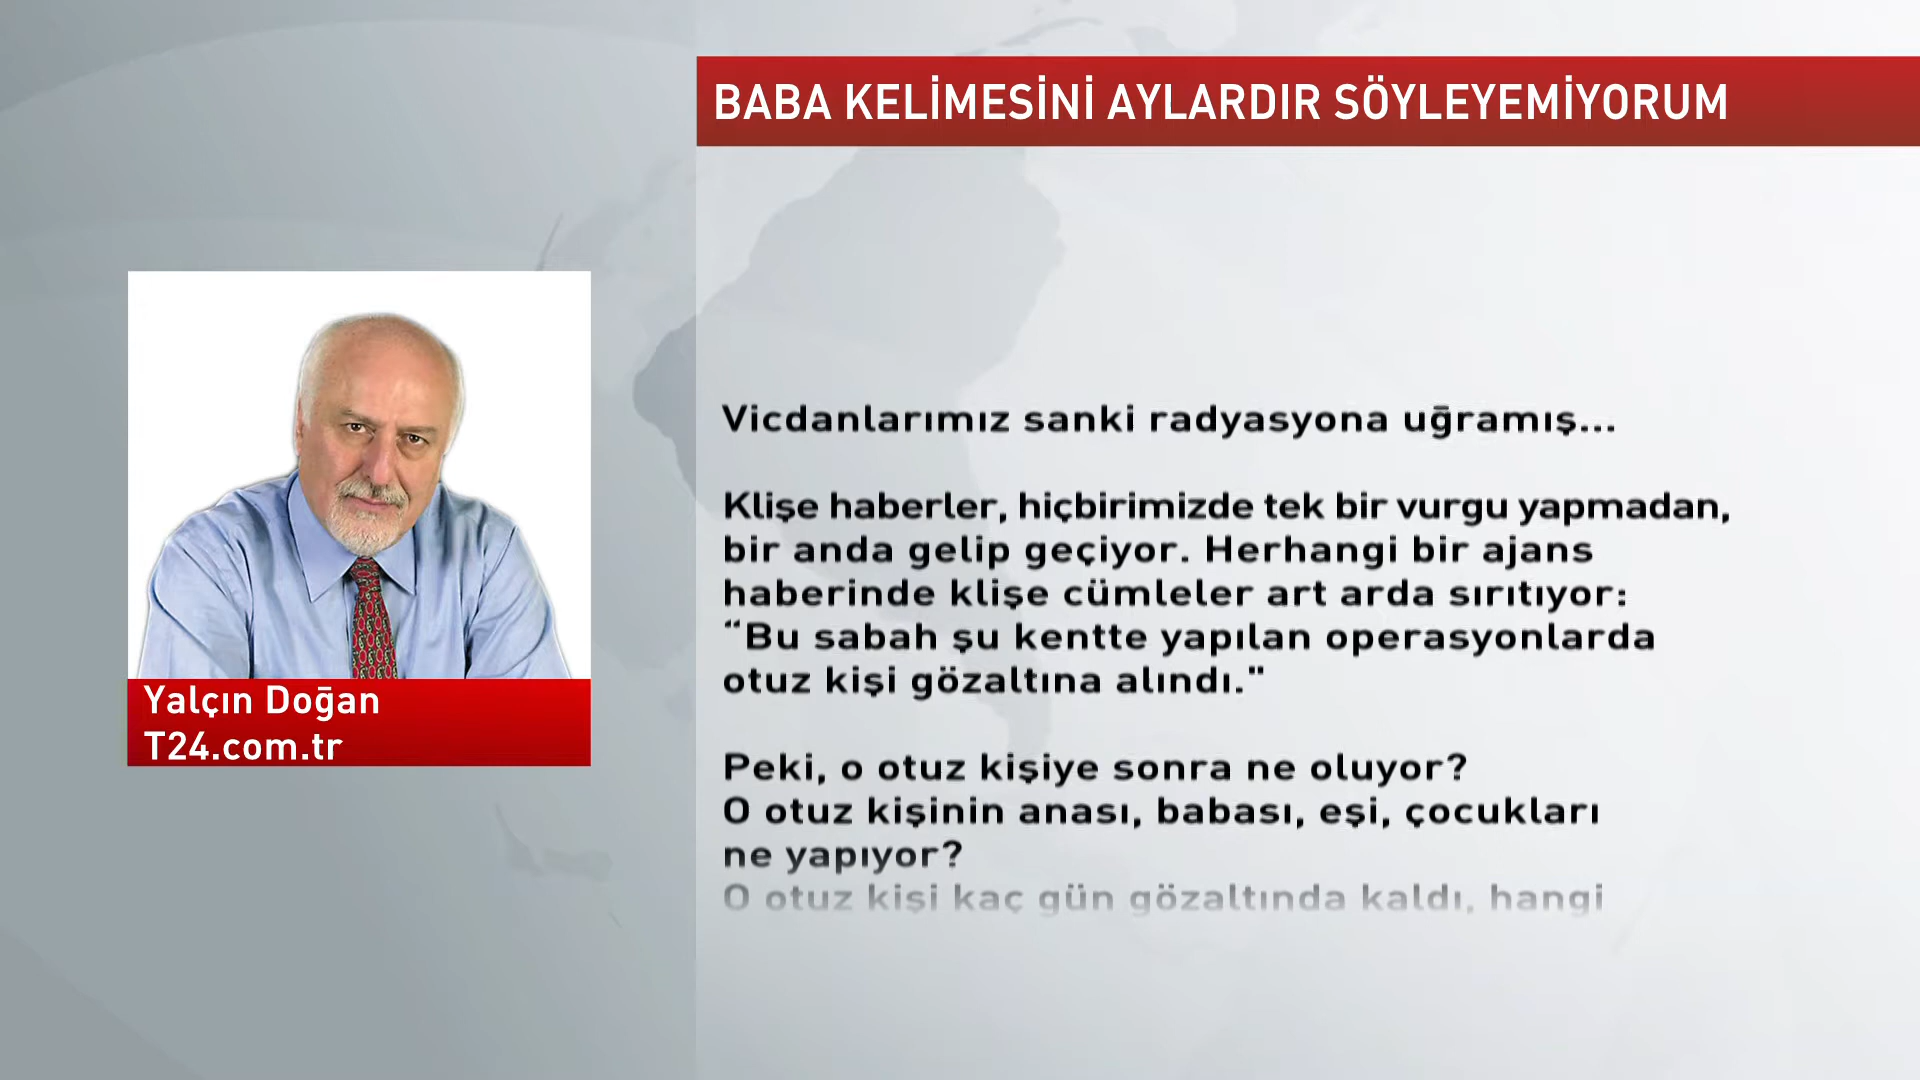 BABA KELİMESİNİ AYLARDIR SÖYLEYEMİYORUM
Yalçın Doğan
T24.com.tr
Vicdanlarımız sanki radyasyona uğramış...
Klişe haberler, hiçbirimizde tek bir vurgu yapmadan,
bir anda gelip geçiyor. Herhangi bir ajans
haberinde klişe cümleler art arda sırıtıyor:
“Bu sabah şu kentte yapılan operasyonlarda
otuz kişi gözaltına alındı."
Peki, o otuz kişiye sonra ne oluyor?
O otuz kişinin anası, babası, eşi, çocukları
ne yapıyor?
O otuz kişi kaç gün gözaltında kaldı, hangi